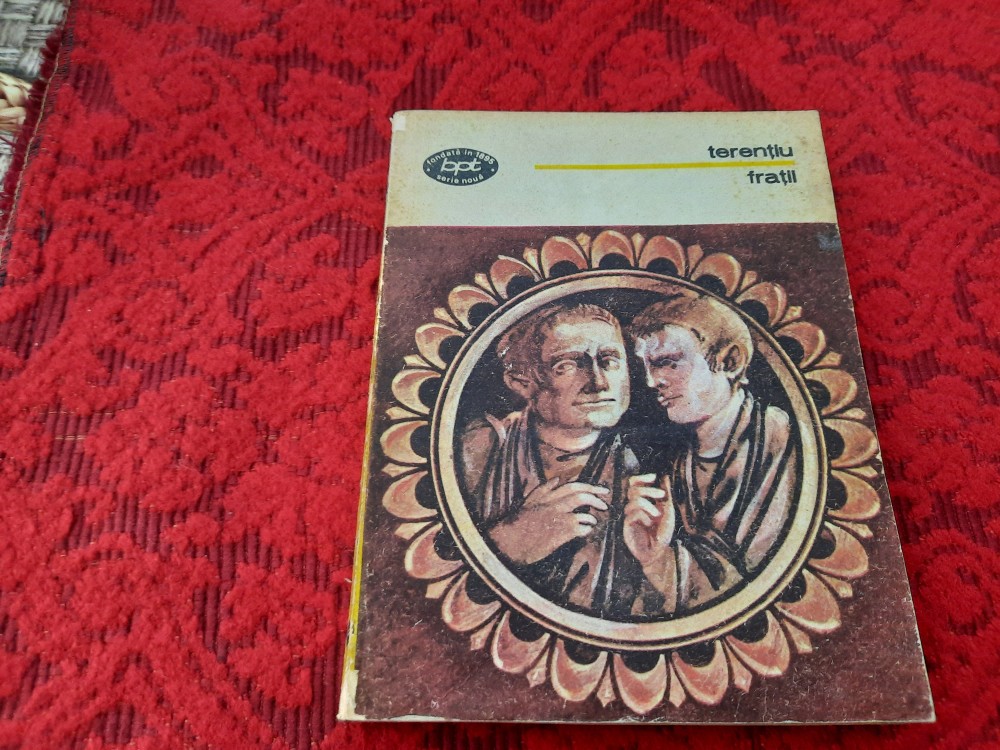 fondată în 1895
bpt
serie nouă
terențiu
frații